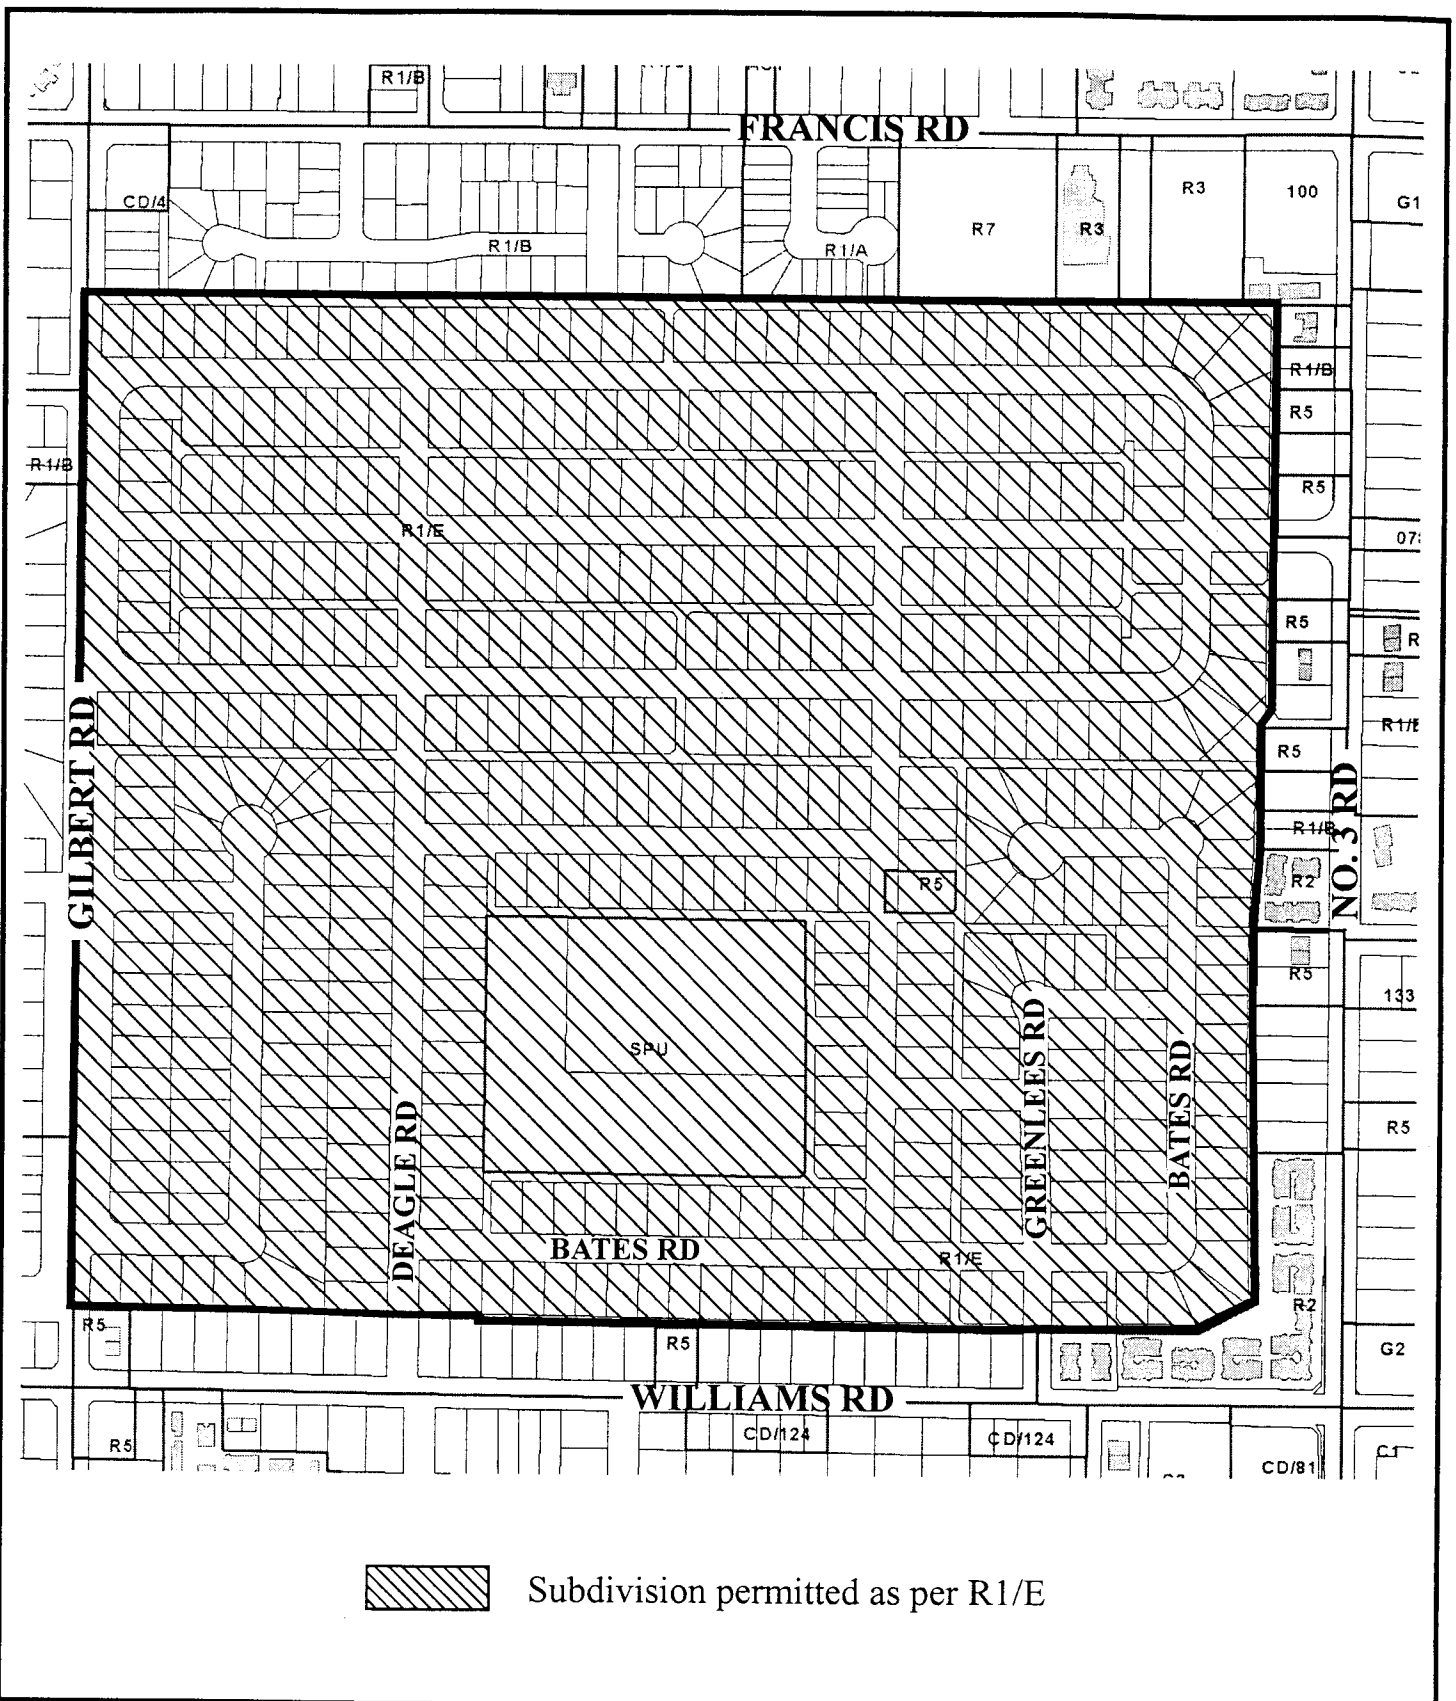 R1/B
FRANCIS RD
CD/4
R1/B
R1/A
R7
R3
R3
100
G1
R1/B
R5
R1/B
R5
R1/E
R5
R5
GILBERT RD
R5
NO. 3 RD
R1/B
R5
R2
SPU
R5
133
DEAGLE RD
GREENLEES RD
BATES RD
R5
BATES RD
R1/E
R2
R5
R5
G2
WILLIAMS RD
R5
CD/124
CD/124
CD/81
C1
Subdivision permitted as per R1/E